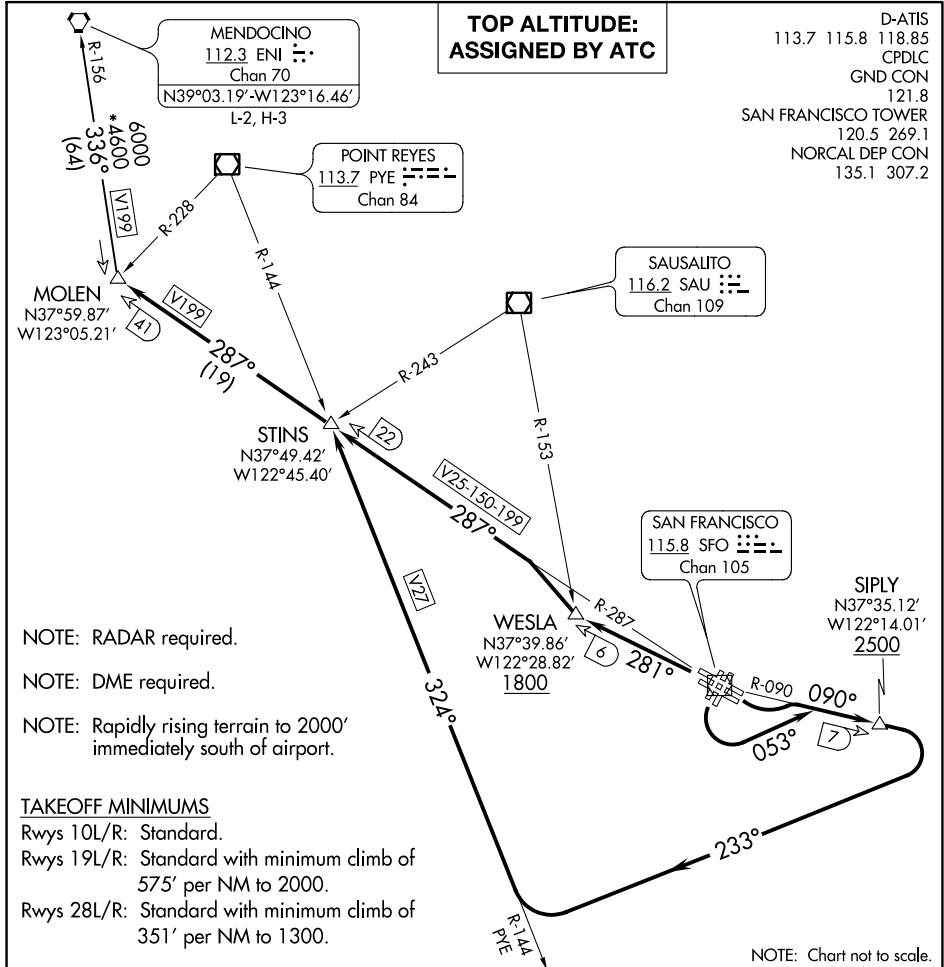 TOP ALTITUDE:
ASSIGNED BY ATC
D-ATIS
113.7 115.8 118.85
CPDLC
GND CON
121.8
SAN FRANCISCO TOWER
120.5 269.1
NORCAL DEP CON
135.1 307.2
MENDOCINO
112.3 ENI
Chan 70
N39°03.19'-W123°16.46'
L-2, H-3
R-156
6000
*4600
336°
(64)
V199
POINT REYES
113.7 PYE
Chan 84
R-228
R-144
SAUSALITO
116.2 SAU
Chan 109
R-243
R-153
MOLEN
N37°59.87'
W123°05.21'
41
V199
287°
(19)
STINS
N37°49.42'
W122°45.40'
22
V25-150-199
287°
SAN FRANCISCO
115.8 SFO
Chan 105
WESLA
N37°39.86'
W122°28.82'
1800
R-287
6
281°
SIPLY
N37°35.12'
W122°14.01'
2500
R-090
090°
7
053°
V27
324°
233°
R-144
PYE
NOTE: RADAR required.
NOTE: DME required.
NOTE: Rapidly rising terrain to 2000'
immediately south of airport.
TAKEOFF MINIMUMS
Rwys 10L/R: Standard.
Rwys 19L/R: Standard with minimum climb of
575' per NM to 2000.
Rwys 28L/R: Standard with minimum climb of
351' per NM to 1300.
NOTE: Chart not to scale.